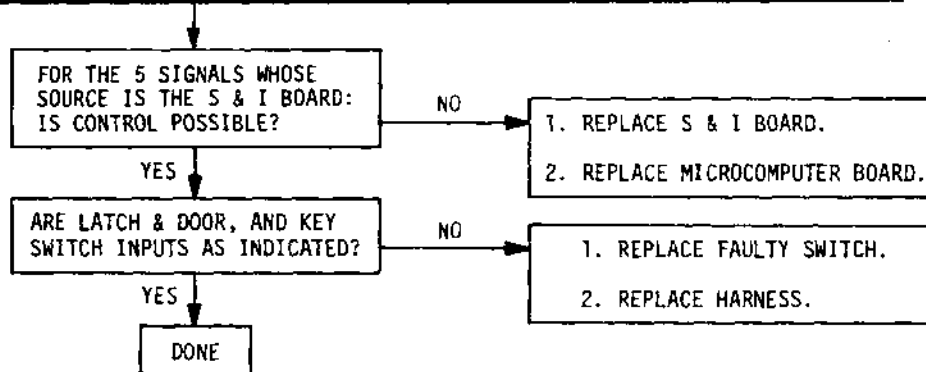 FOR THE 5 SIGNALS WHOSE
SOURCE IS THE S & I BOARD:
IS CONTROL POSSIBLE?
NO
1. REPLACE S & I BOARD.
2. REPLACE MICROCOMPUTER BOARD.
YES
ARE LATCH & DOOR, AND KEY
SWITCH INPUTS AS INDICATED?
NO
1. REPLACE FAULTY SWITCH.
2. REPLACE HARNESS.
YES
DONE